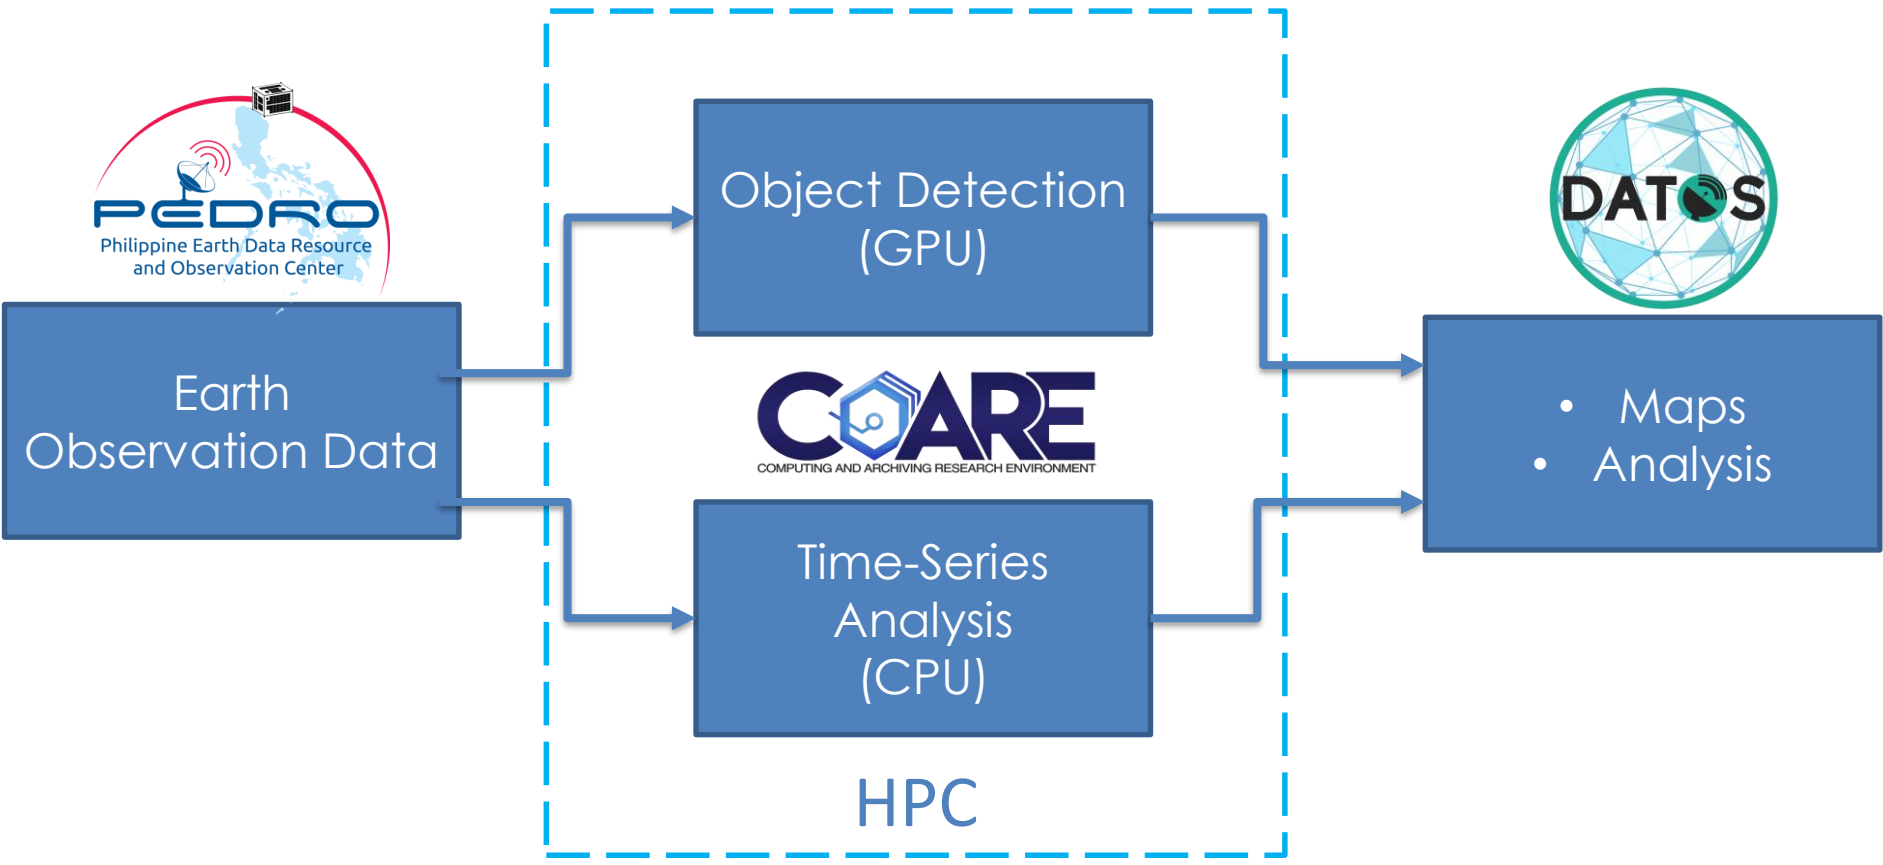 PEDRO
Philippine Earth Data Resource
and Observation Center
Earth
Observation Data
Object Detection
(GPU)
COARE
COMPUTING AND ARCHIVING RESEARCH ENVIRONMENT
Time-Series
Analysis
(CPU)
HPC
DATOS
• Maps
• Analysis